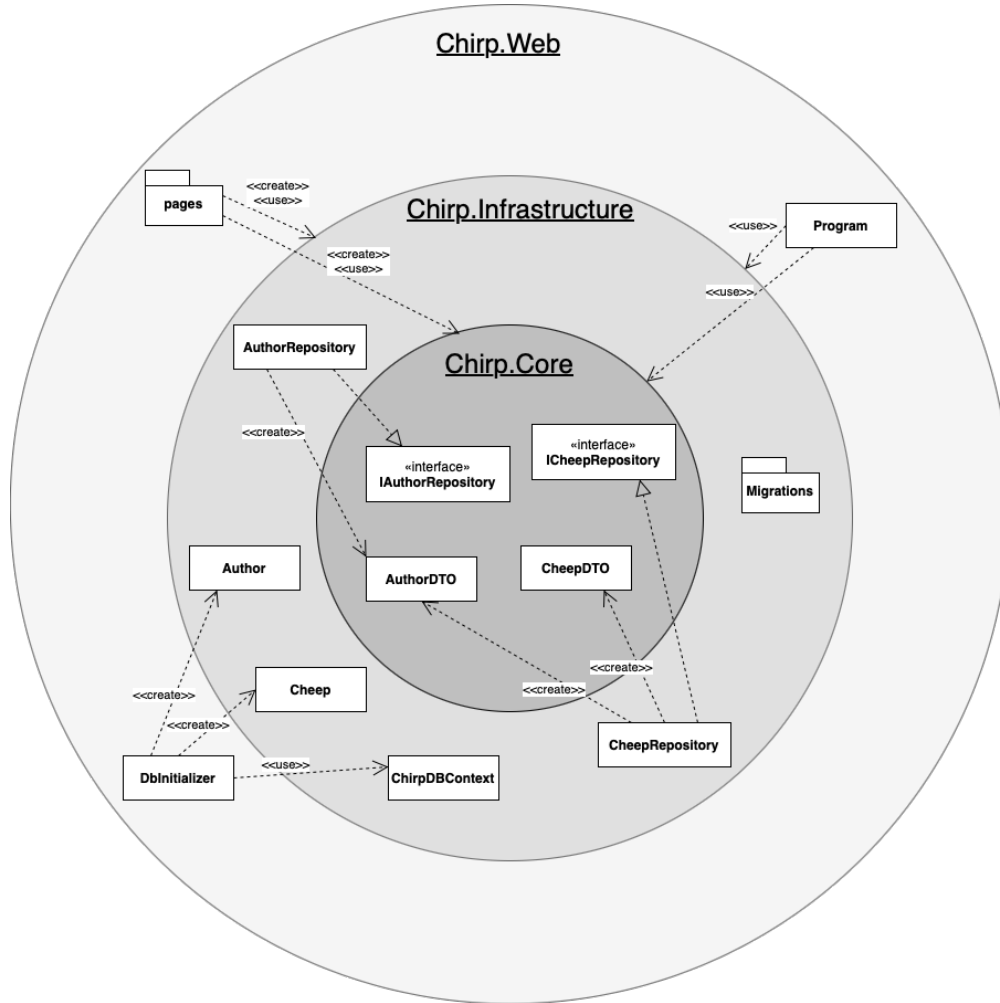 Chirp.Web
pages
<<create>>
<<use>>
Chirp.Infrastructure
Program
<<use>>
<<create>>
<<use>>
<<use>>
AuthorRepository
Chirp.Core
<<create>>
«interface»
ICheepRepository
«interface»
IAuthorRepository
Migrations
Author
AuthorDTO
CheepDTO
<<create>>
Cheep
<<create>>
<<create>>
<<create>>
CheepRepository
DbInitializer
<<use>>
ChirpDBContext